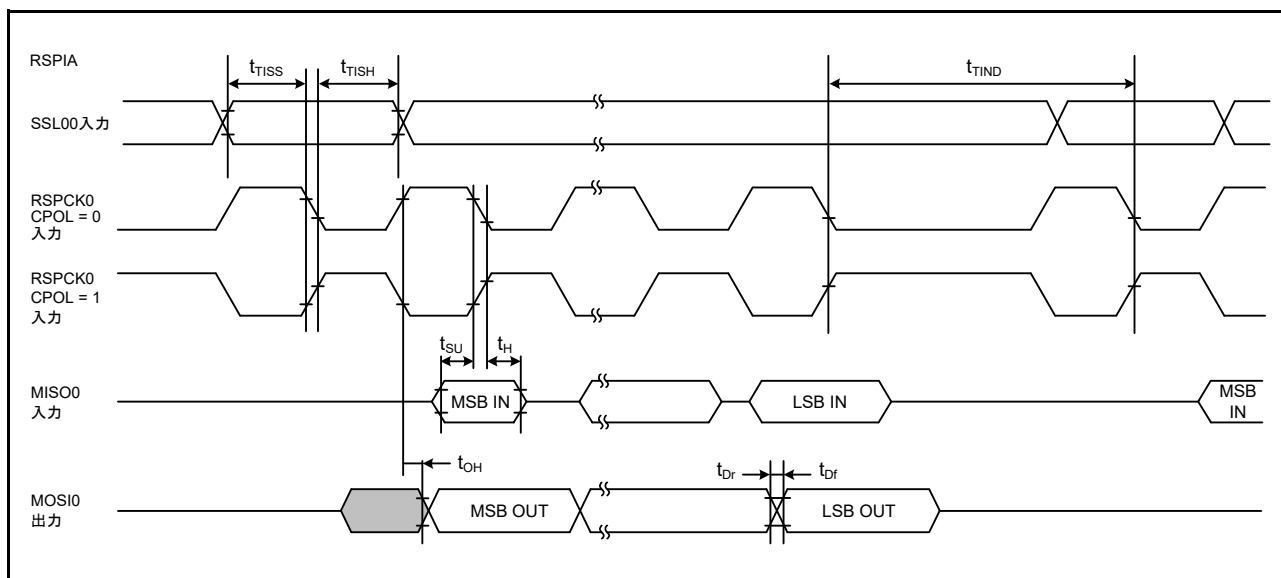 RSPIA
tTISS
tTISH
tTIND
SSL00入力
RSPCK0
CPOL = 0
入力
RSPCK0
CPOL = 1
入力
tSU
tH
MISO0
入力
MSB IN
LSB IN
MSB
IN
tOH
tDr
tDf
MOSI0
出力
MSB OUT
LSB OUT